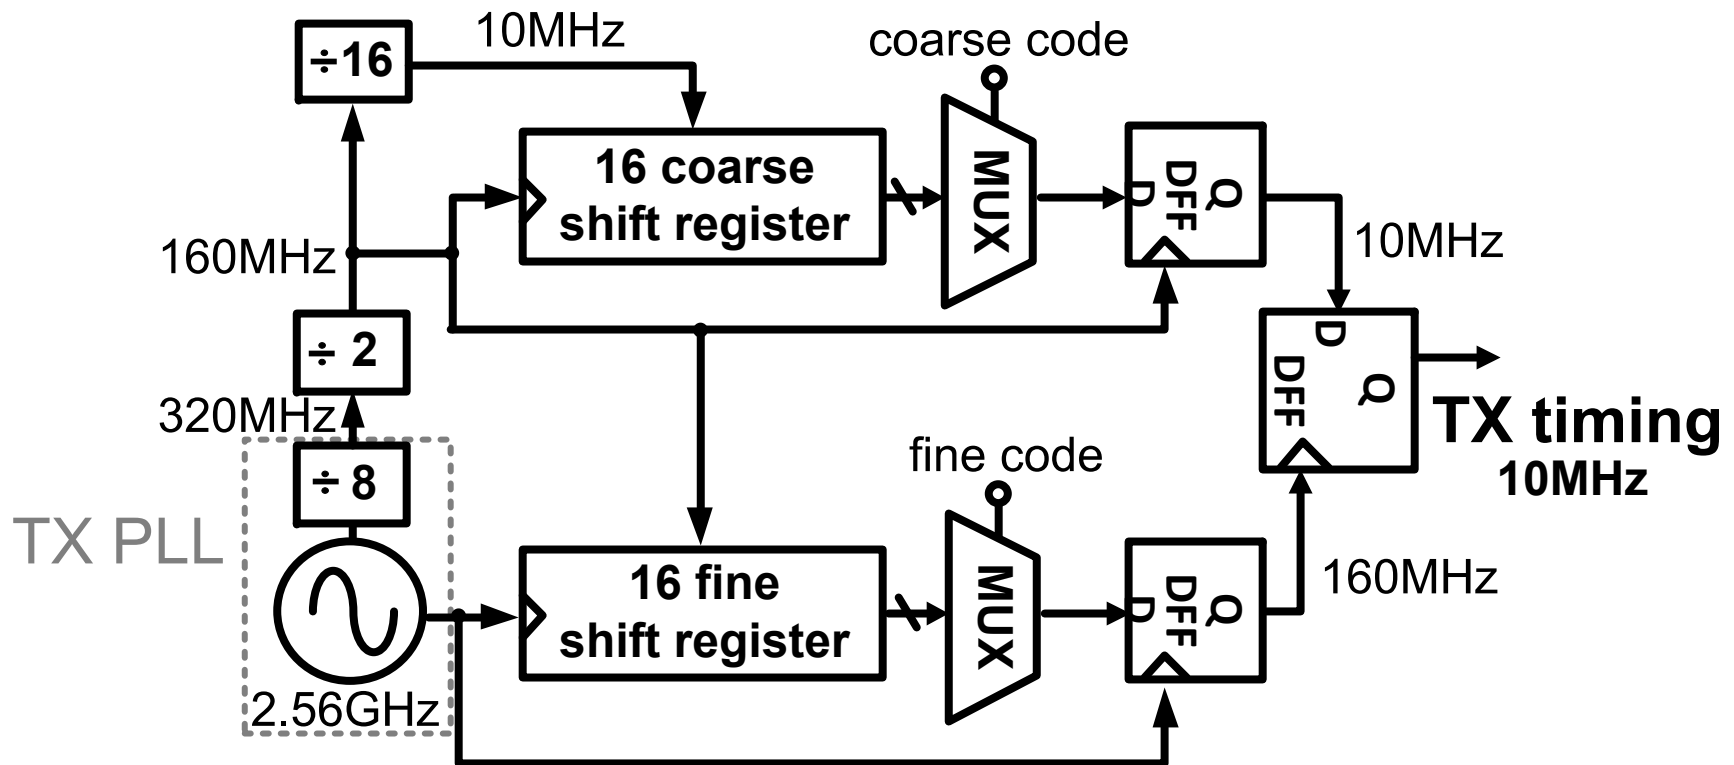 ÷16
10MHz
coarse code
16 coarse
shift register
MUX
D
DFF
Q
10MHz
160MHz
÷ 2
320MHz
÷ 8
TX PLL
2.56GHz
16 fine
shift register
fine code
MUX
D
DFF
Q
160MHz
D
DFF
Q
TX timing
10MHz